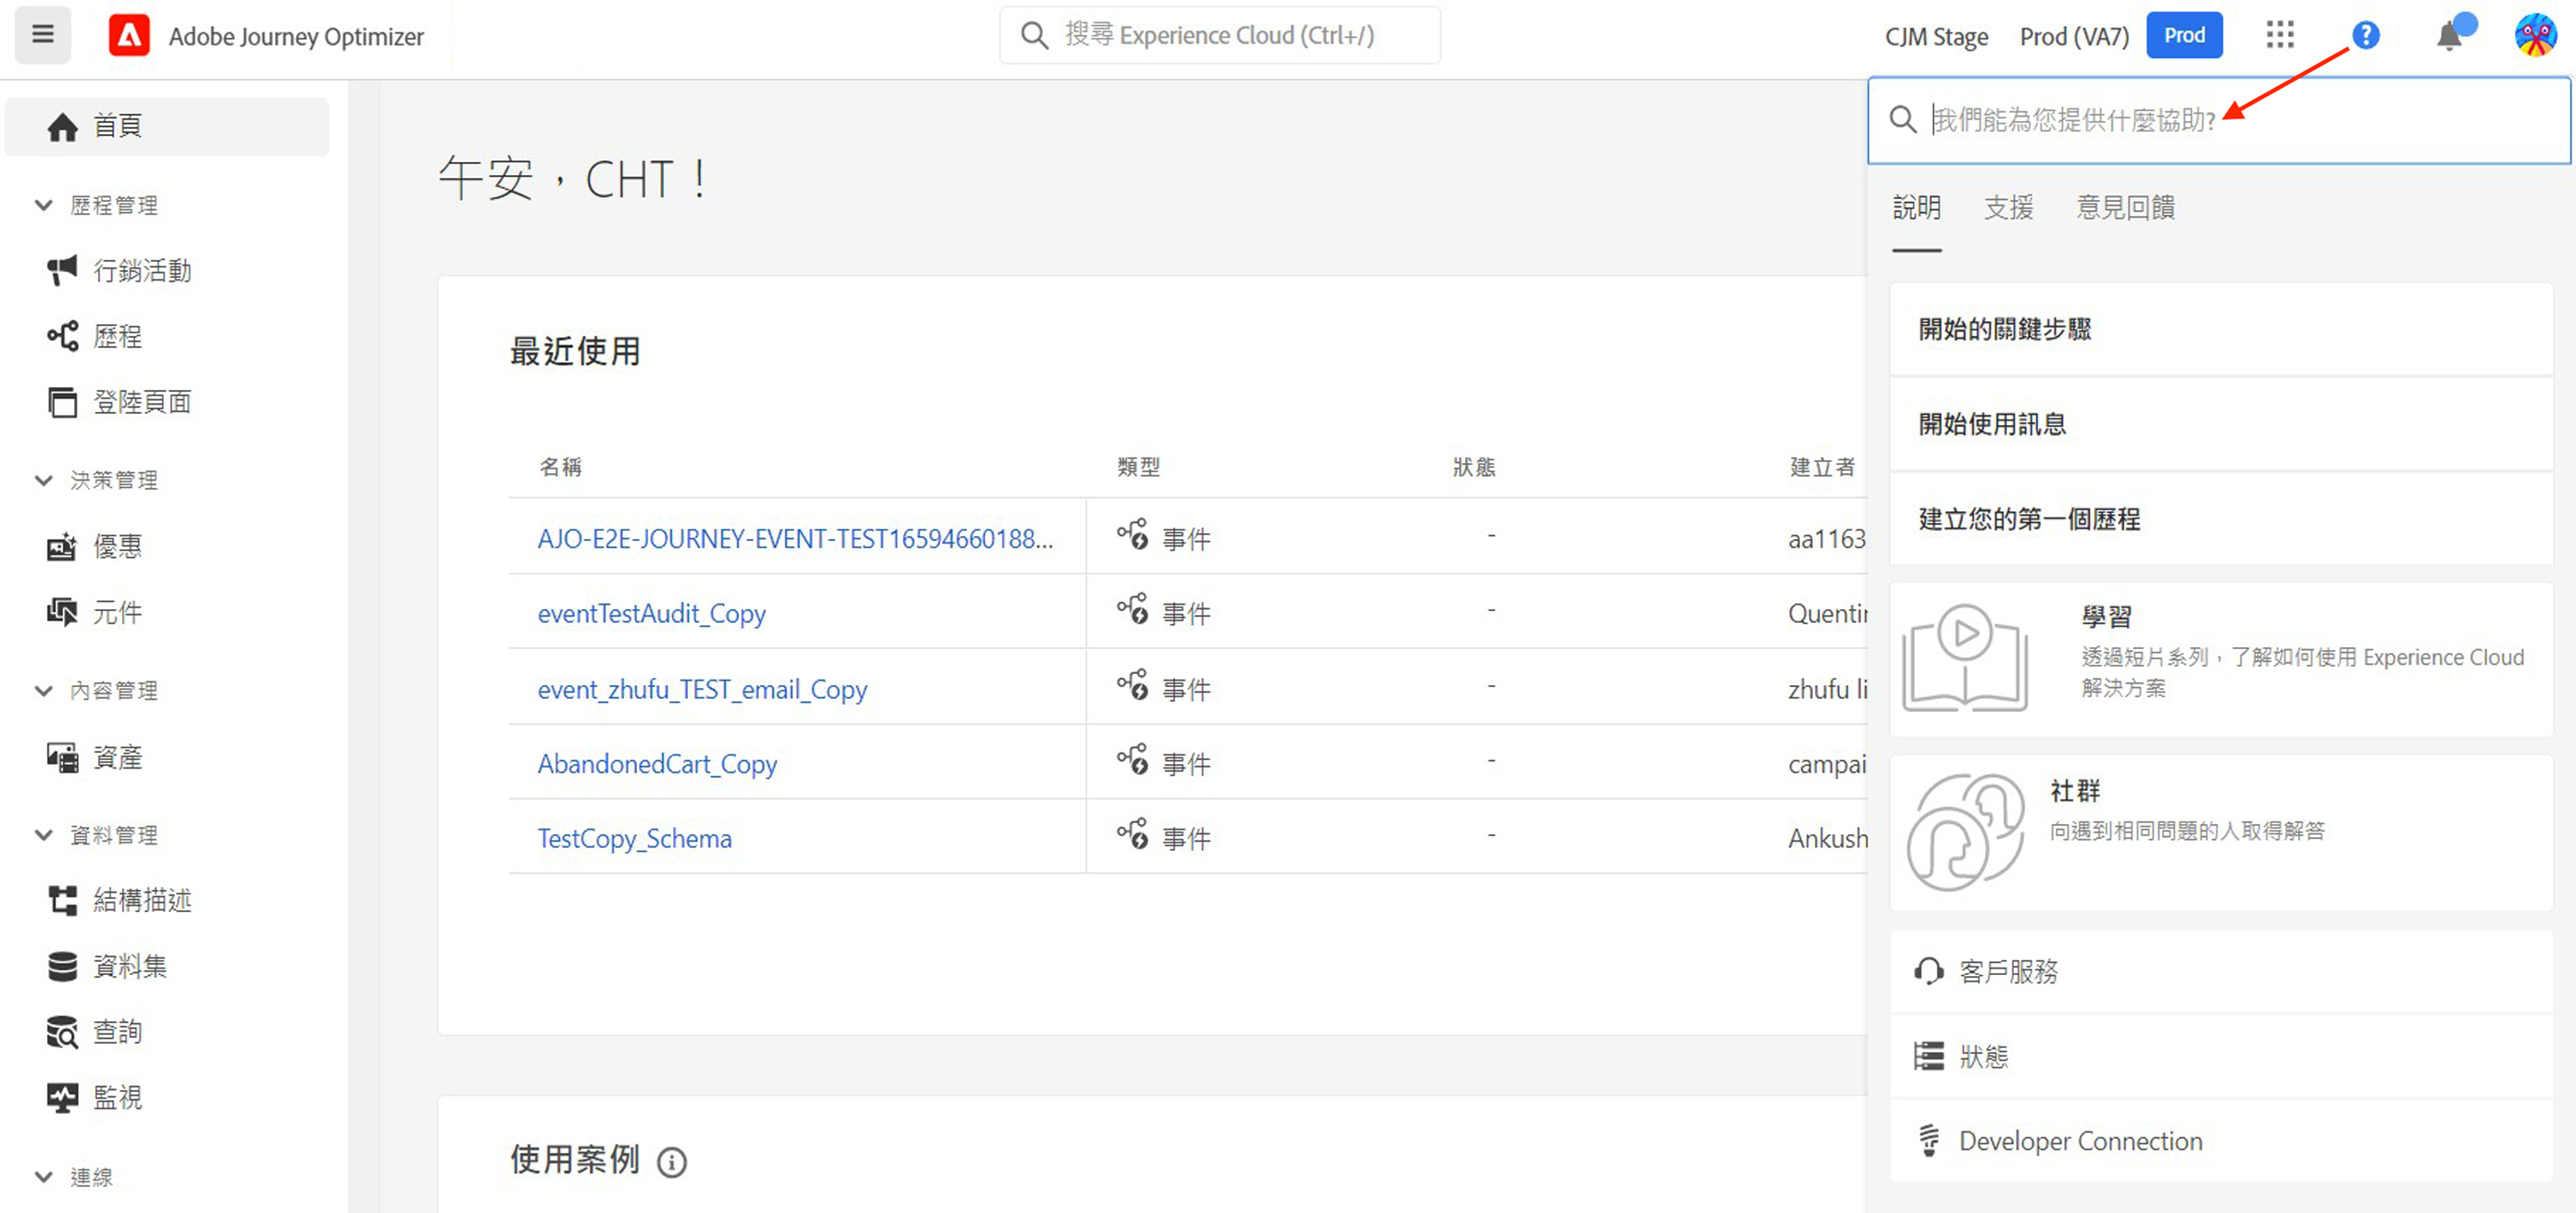 Adobe Journey Optimizer
搜尋 Experience Cloud (Ctrl+/)
CJM Stage
Prod (VA7)
Prod
首頁
歷程管理
行銷活動
歷程
登陸頁面
決策管理
優惠
元件
內容管理
資產
資料管理
結構描述
資料集
查詢
監視
連線
午安，CHT！
最近使用
名稱 類型 狀態 建立者
AJO-E2E-JOURNEY-EVENT-TEST16594660188... 事件 - aa1163
eventTestAudit_Copy 事件 - Quentin
event_zhufu_TEST_email_Copy 事件 - zhufu li
AbandonedCart_Copy 事件 - campai
TestCopy_Schema 事件 - Ankush
使用案例
我們能為您提供什麼協助?
說明 支援 意見回饋
開始的關鍵步驟
開始使用訊息
建立您的第一個歷程
學習
透過短片系列，了解如何使用 Experience Cloud
解決方案
社群
向遇到相同問題的人取得解答
客戶服務
狀態
Developer Connection